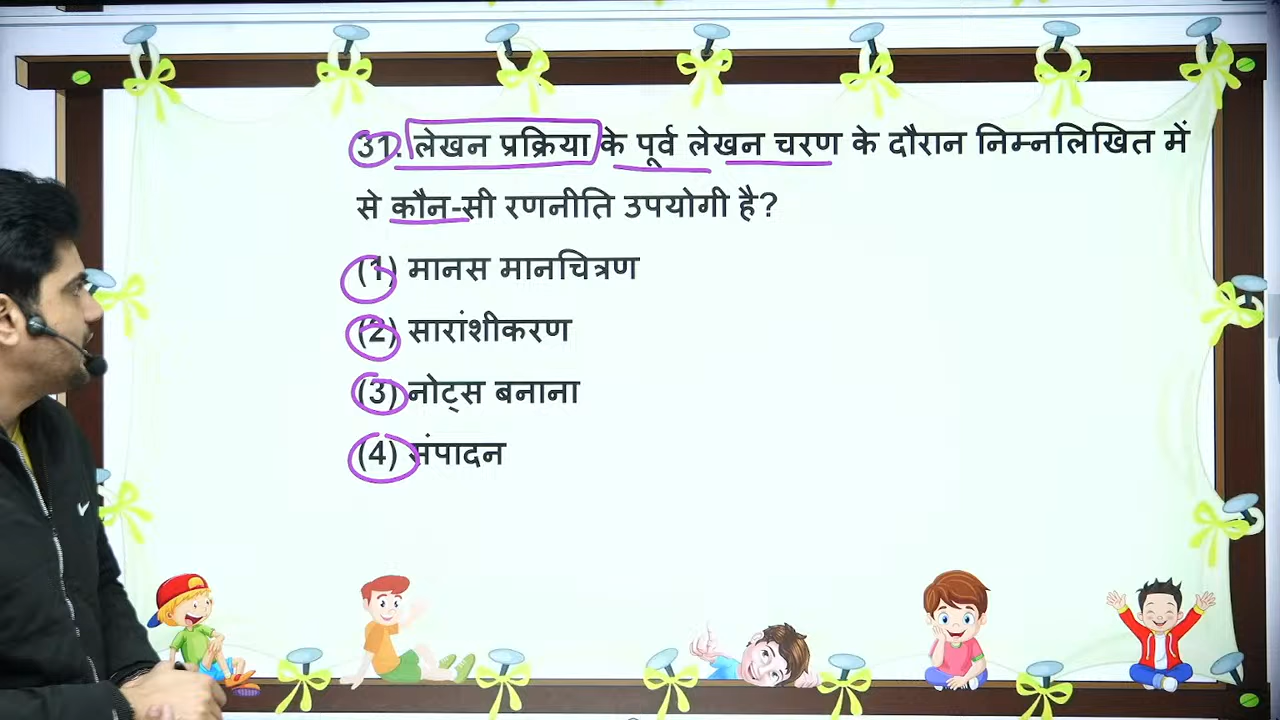 31. लेखन प्रक्रिया के पूर्व लेखन चरण के दौरान निम्नलिखित में
से कौन-सी रणनीति उपयोगी है?
(1) मानस मानचित्रण
(2) सारांशीकरण
(3) नोट्स बनाना
(4) संपादन